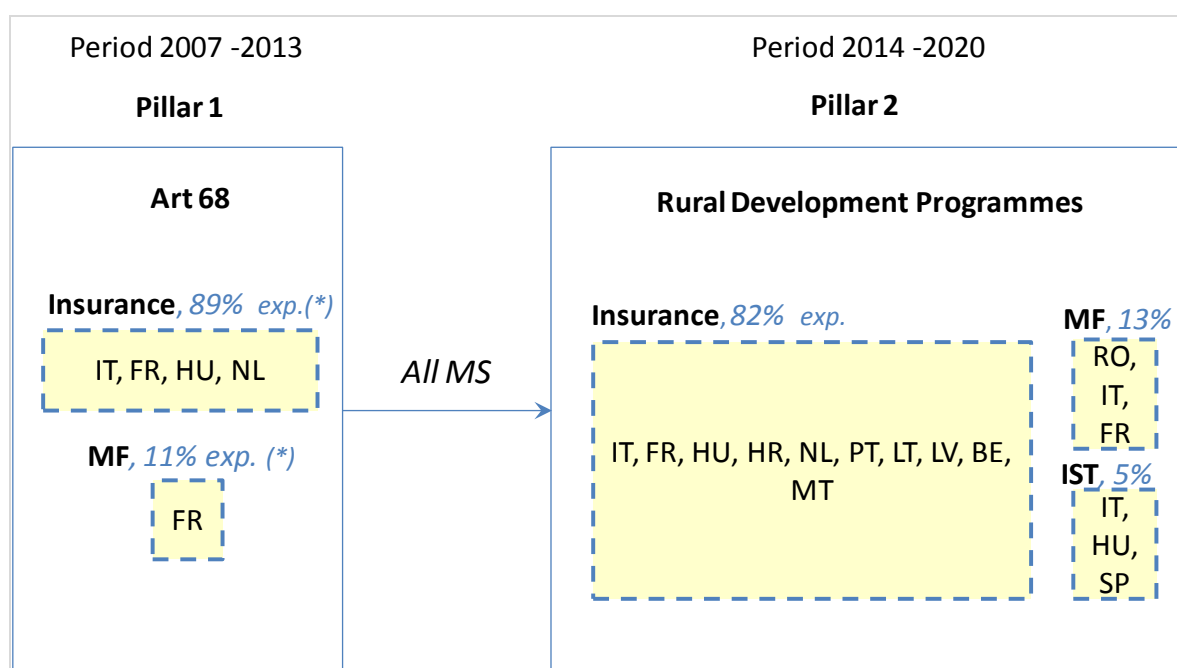 Period 2007 -2013
Pillar 1
Art 68
Insurance, 89% exp.(*)
IT, FR, HU, NL
MF, 11% exp. (*)
FR
All MS
Period 2014 -2020
Pillar 2
Rural Development Programmes
Insurance, 82% exp.
IT, FR, HU, HR, NL, PT, LT, LV, BE,
MT
MF, 13%
RO,
IT,
FR
IST, 5%
IT,
HU,
SP